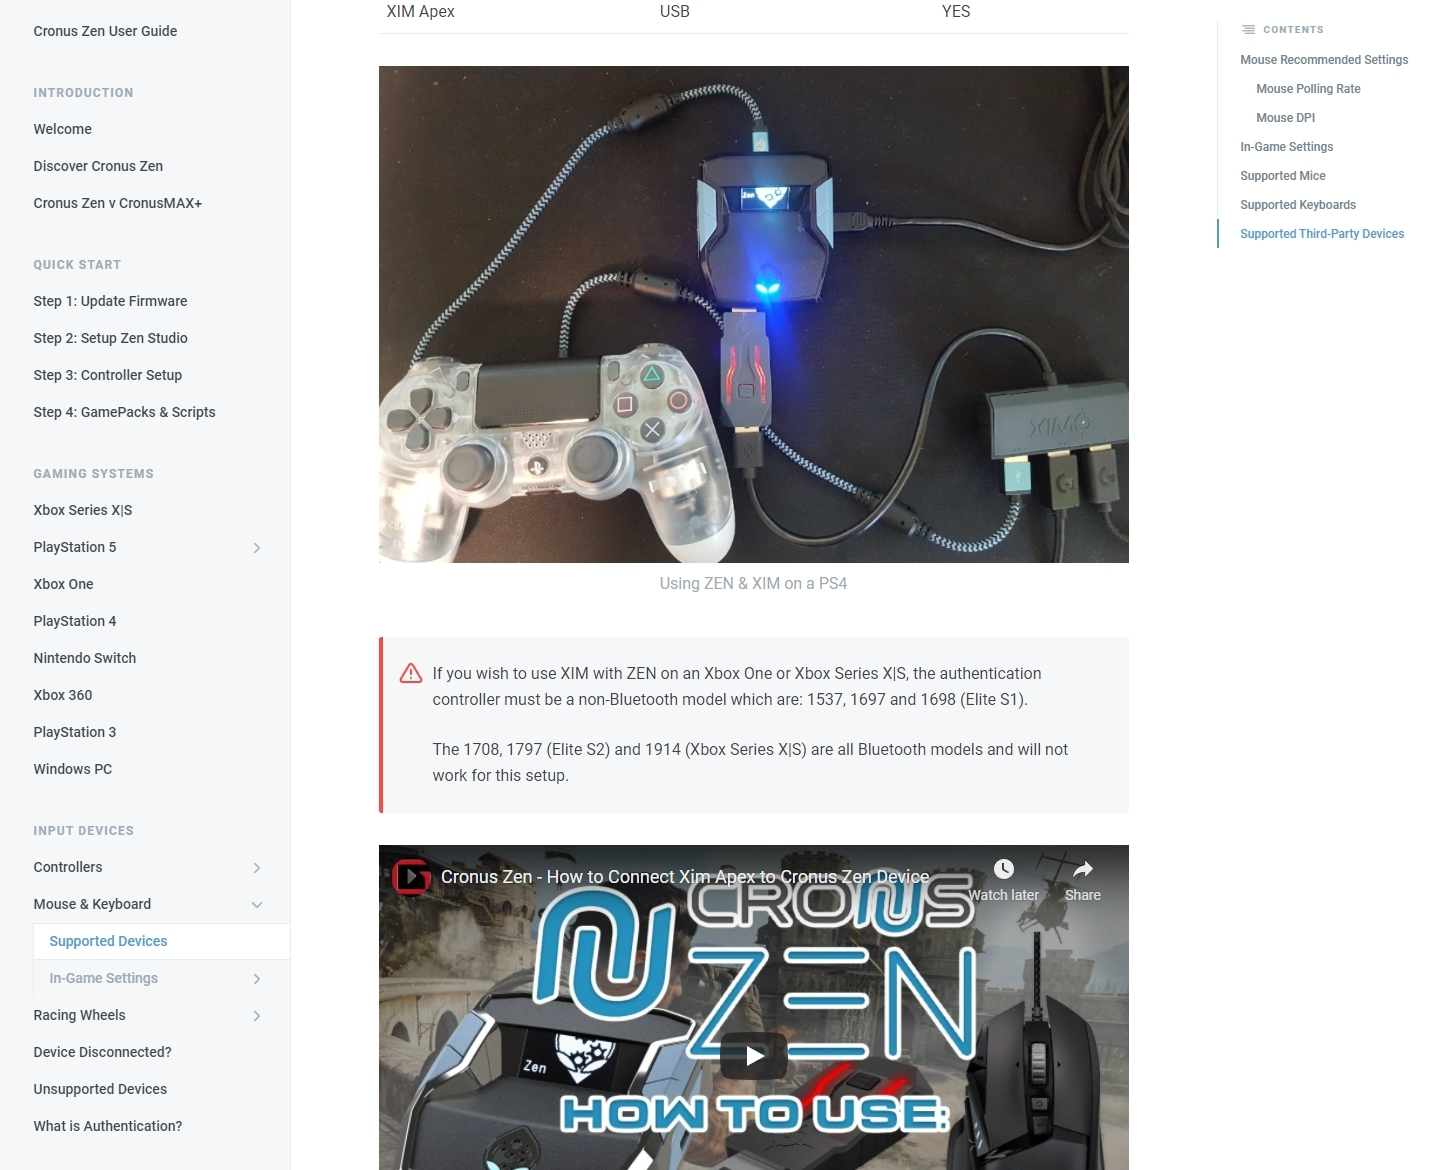 Cronus Zen User Guide
INTRODUCTION
Welcome
Discover Cronus Zen
Cronus Zen v CronusMAX+
QUICK START
Step 1: Update Firmware
Step 2: Setup Zen Studio
Step 3: Controller Setup
Step 4: GamePacks & Scripts
GAMING SYSTEMS
Xbox Series X|S
PlayStation 5
Xbox One
PlayStation 4
Nintendo Switch
Xbox 360
PlayStation 3
Windows PC
INPUT DEVICES
Controllers
Mouse & Keyboard
Supported Devices
In-Game Settings
Racing Wheels
Device Disconnected?
Unsupported Devices
What is Authentication?
XIM Apex USB YES
Zen
XIM
Using ZEN & XIM on a PS4
If you wish to use XIM with ZEN on an Xbox One or Xbox Series X|S, the authentication
controller must be a non-Bluetooth model which are: 1537, 1697 and 1698 (Elite S1).
The 1708, 1797 (Elite S2) and 1914 (Xbox Series X|S) are all Bluetooth models and will not
work for this setup.
Cronus Zen - How to Connect Xim Apex to Cronus Zen Device
Watch later
Share
CRONUS
ZEN
Zen
HOW TO USE:
CONTENTS
Mouse Recommended Settings
Mouse Polling Rate
Mouse DPI
In-Game Settings
Supported Mice
Supported Keyboards
Supported Third-Party Devices